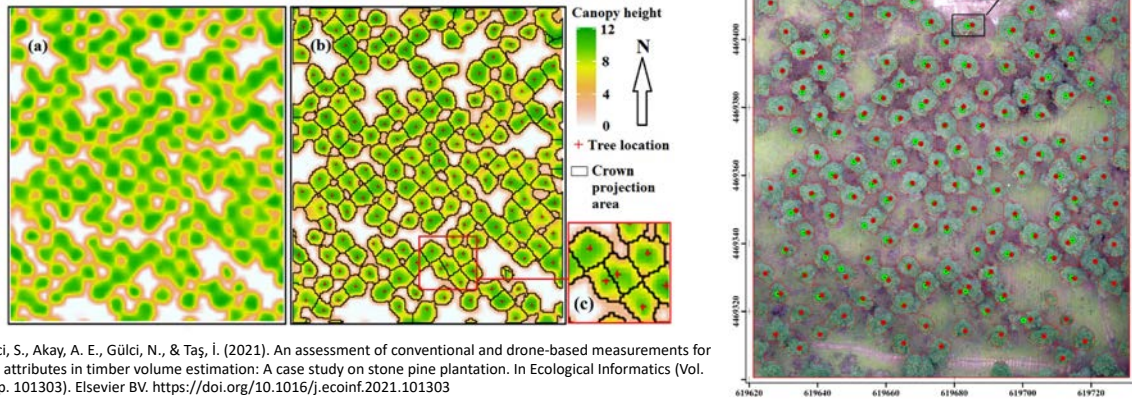 (a)
(b)
Canopy height
12
8
4
0
N
+ Tree location
Crown
projection
area
(c)
4469400
4469380
4469360
4469340
4469320
619620
619640
619660
619680
619700
619720
ci, S., Akay, A. E., Gülci, N., & Taş, İ. (2021). An assessment of conventional and drone-based measurements for
attributes in timber volume estimation: A case study on stone pine plantation. In Ecological Informatics (Vol.
p. 101303). Elsevier BV. https://doi.org/10.1016/j.ecoinf.2021.101303